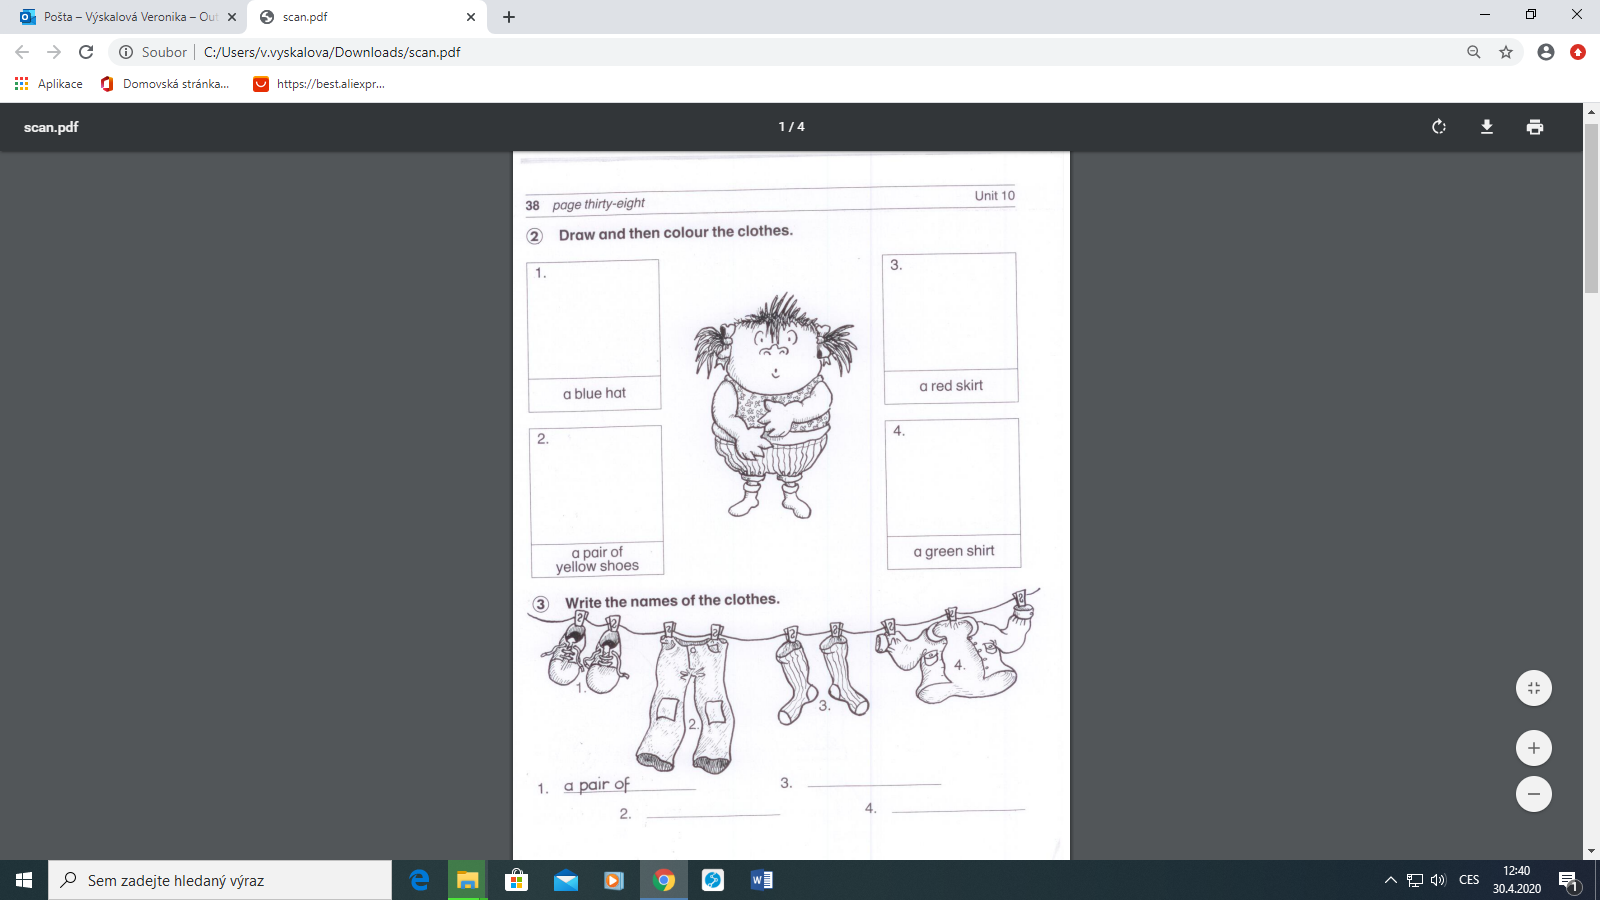 Pošta – Výskalová Veronika – Out
scan.pdf
Soubor
C:/Users/v.vyskalova/Downloads/scan.pdf
Aplikace
Domovská stránka...
https://best.aliexpr...
scan.pdf
1 / 4
38 page thirty-eight
Unit 10
2 Draw and then colour the clothes.
1.
a blue hat
3.
a red skirt
2.
a pair of
yellow shoes
4.
a green shirt
3 Write the names of the clothes.
1.
2.
3.
4.
1. a pair of
3.
2.
4.
Sem zadejte hledaný výraz
CES
12:40
30.4.2020
1